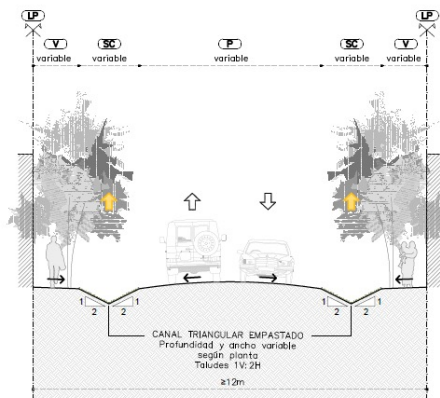 LP LP
V SC P SC V
variable variable variable variable variable
1 2 2 1 1 2 2 1
CANAL TRIANGULAR EMPASTADO
Profundidad y ancho variable
según planta
Taludes 1V:2H
≥12m